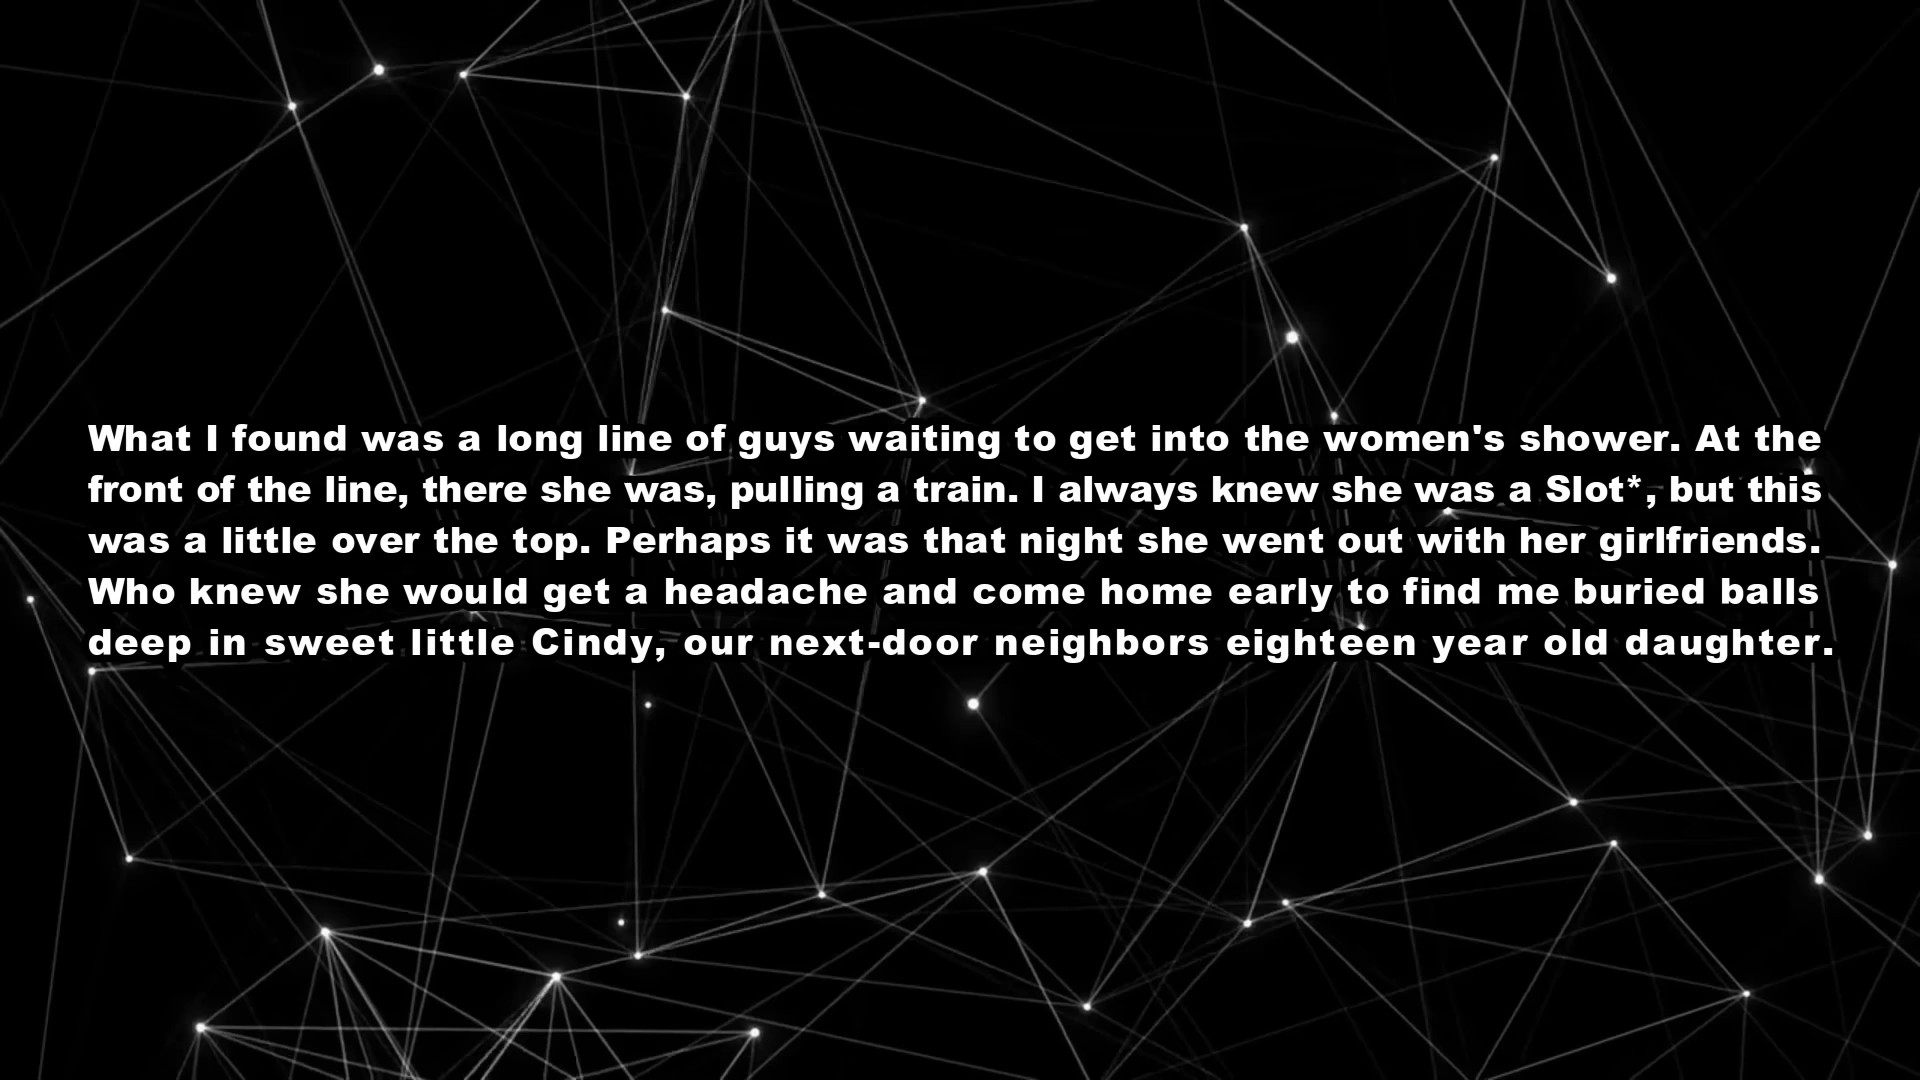 What I found was a long line of guys waiting to get into the women's shower. At the
front of the line, there she was, pulling a train. I always knew she was a Slot*, but this
was a little over the top. Perhaps it was that night she went out with her girlfriends.
Who knew she would get a headache and come home early to find me buried balls
deep in sweet little Cindy, our next-door neighbors eighteen year old daughter.